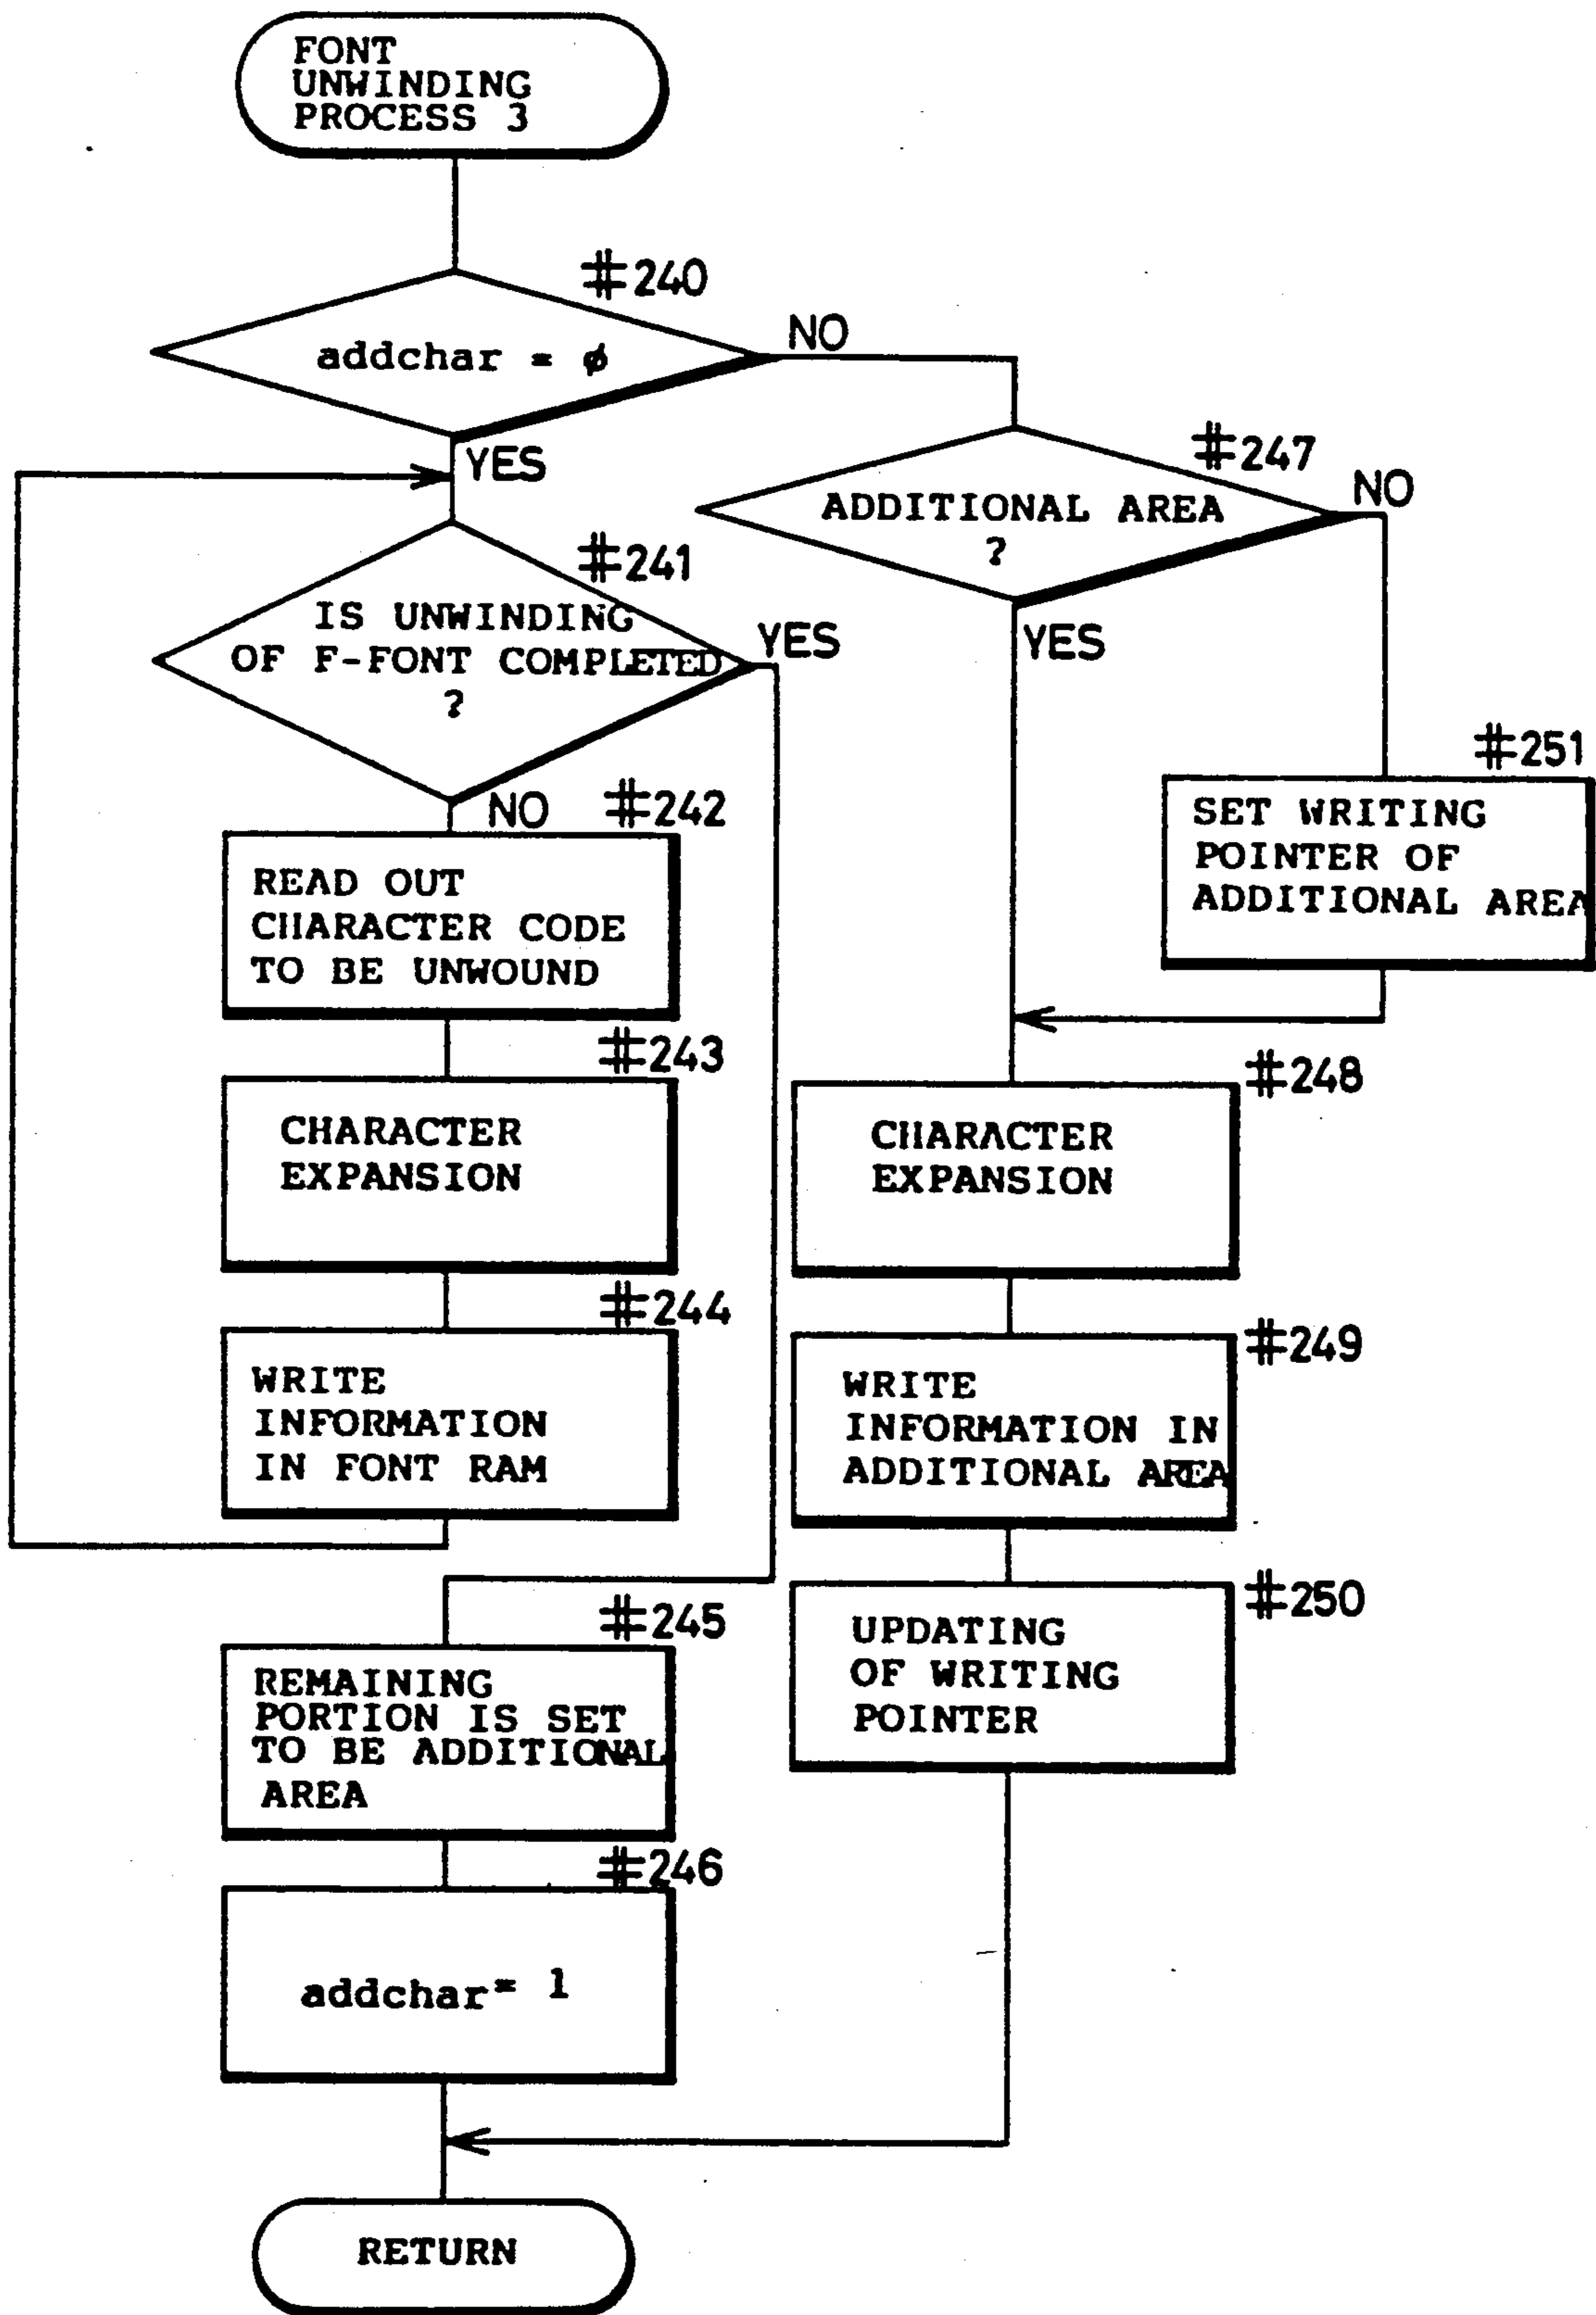 FONT
UNWINDING
PROCESS 3
#240
addchar = ø
NO
YES
#247
ADDITIONAL AREA
?
NO
YES
#241
IS UNWINDING
OF F-FONT COMPLETED
?
YES
NO
#251
SET WRITING
POINTER OF
ADDITIONAL AREA
#242
READ OUT
CHARACTER CODE
TO BE UNWOUND
#243
CHARACTER
EXPANSION
#248
CHARACTER
EXPANSION
#244
WRITE
INFORMATION
IN FONT RAM
#249
WRITE
INFORMATION IN
ADDITIONAL AREA
#245
REMAINING
PORTION IS SET
TO BE ADDITIONAL
AREA
#250
UPDATING
OF WRITING
POINTER
#246
addchar = 1
RETURN